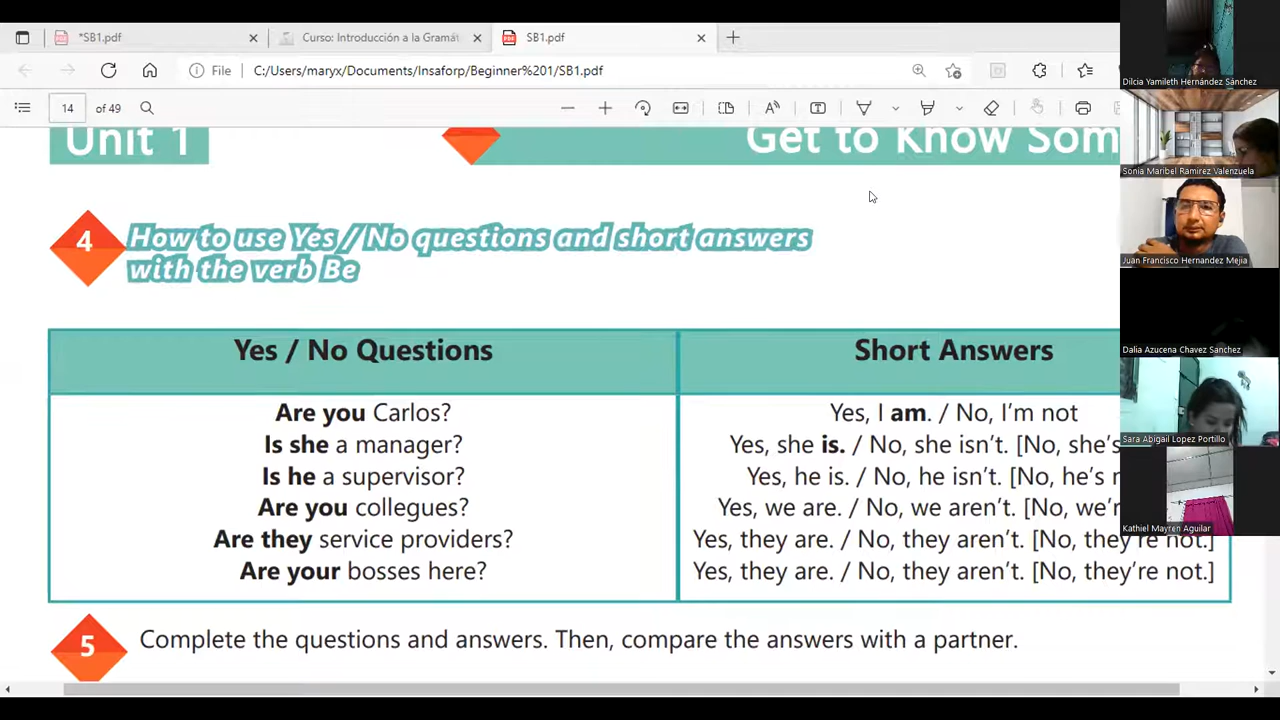 *SB1.pdf
Curso: Introducción a la Gramát
SB1.pdf
File
C:/Users/maryx/Documents/Insaforp/Beginner%201/SB1.pdf
14 of 49
Unit 1
Get to Know Som
4
How to use Yes / No questions and short answers
with the verb Be
Yes / No Questions
Short Answers
Are you Carlos?
Yes, I am. / No, I'm not
Is she a manager?
Yes, she is. / No, she isn't. [No, she's
Is he a supervisor?
Yes, he is. / No, he isn't. [No, he's n
Are you collegues?
Yes, we are. / No, we aren't. [No, we'r
Are they service providers?
Yes, they are. / No, they aren't. [No, they're not.]
Are your bosses here?
Yes, they are. / No, they aren't. [No, they're not.]
5
Complete the questions and answers. Then, compare the answers with a partner.
Dilcia Yamileth Hernández Sánchez
Sonia Maribel Ramirez Valenzuela
Juan Francisco Hernandez Mejia
Dalia Azucena Chavez Sanchez
Sara Abigail Lopez Portillo
Kathiel Mayren Aguilar